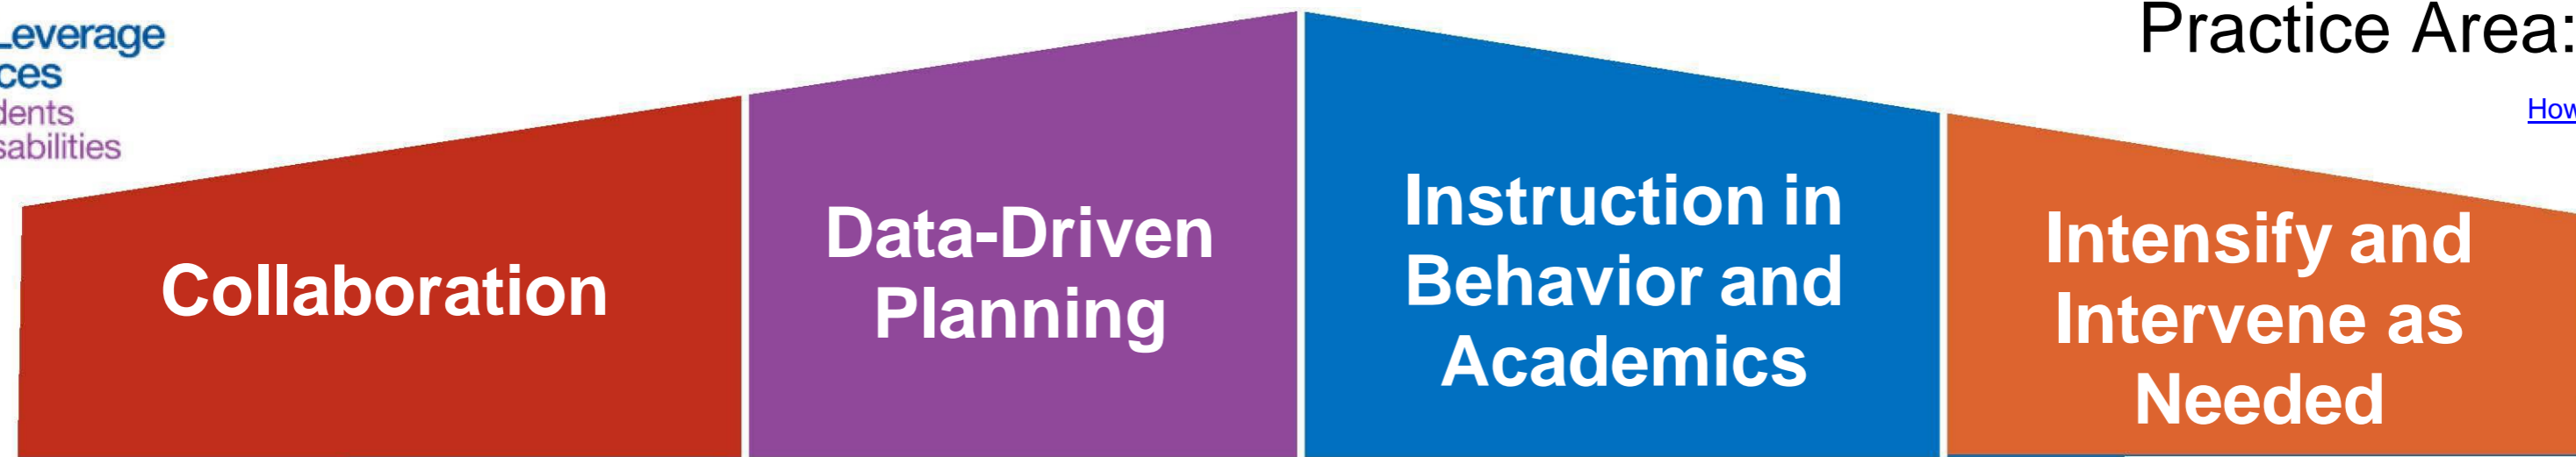 Leverage
ces
dents
sabilities
Practice Area:
How
Collaboration
Data-Driven
Planning
Instruction in
Behavior and
Academics
Intensify and
Intervene as
Needed